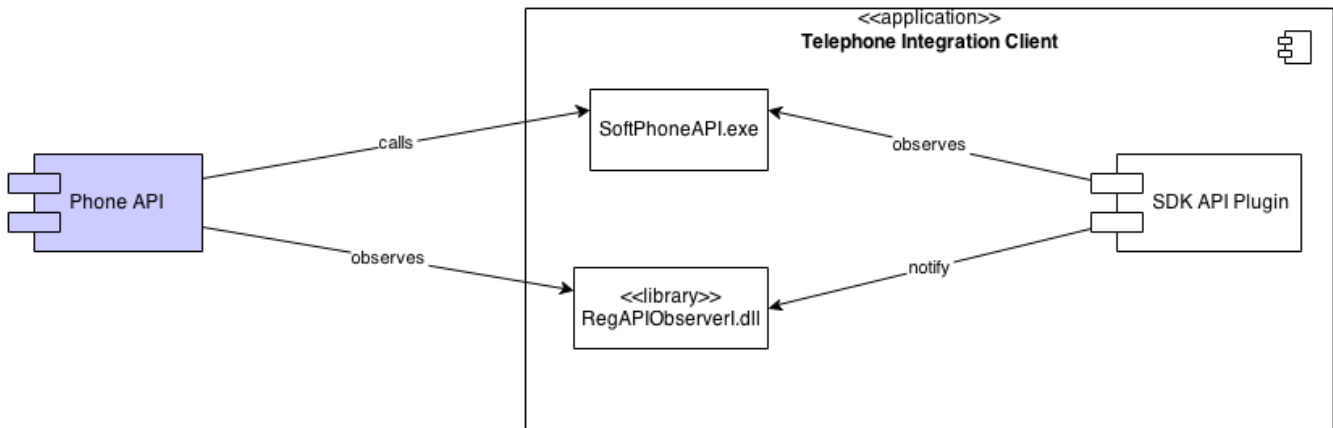 <<application>>
Telephone Integration Client
SoftPhoneAPI.exe
calls
observes
Phone API
SDK API Plugin
observes
notify
<<library>>
RegAPIObserverI.dll